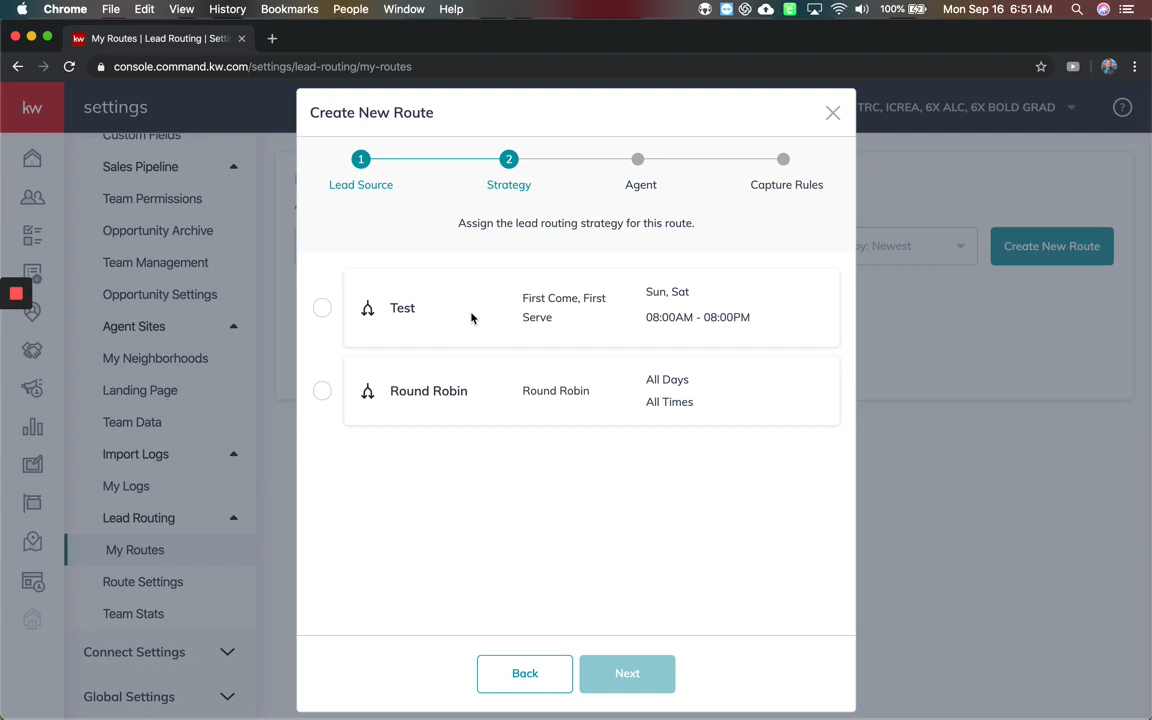 Chrome File Edit View History Bookmarks People Window Help 100% Mon Sep 16 6:51 AM
kw My Routes | Lead Routing | Setti
console.command.kw.com/settings/lead-routing/my-routes
kw settings
TRC, ICREA, 6X ALC, 6X BOLD GRAD
?
Custom Fields
Sales Pipeline
Team Permissions
Opportunity Archive
Team Management
Opportunity Settings
Agent Sites
My Neighborhoods
Landing Page
Team Data
Import Logs
My Logs
Lead Routing
My Routes
Route Settings
Team Stats
Connect Settings
Global Settings
by: Newest
Create New Route
Create New Route
1 2
Lead Source Strategy Agent Capture Rules
Assign the lead routing strategy for this route.
Test
First Come, First
Serve
Sun, Sat
08:00AM - 08:00PM
Round Robin
Round Robin
All Days
All Times
Back Next